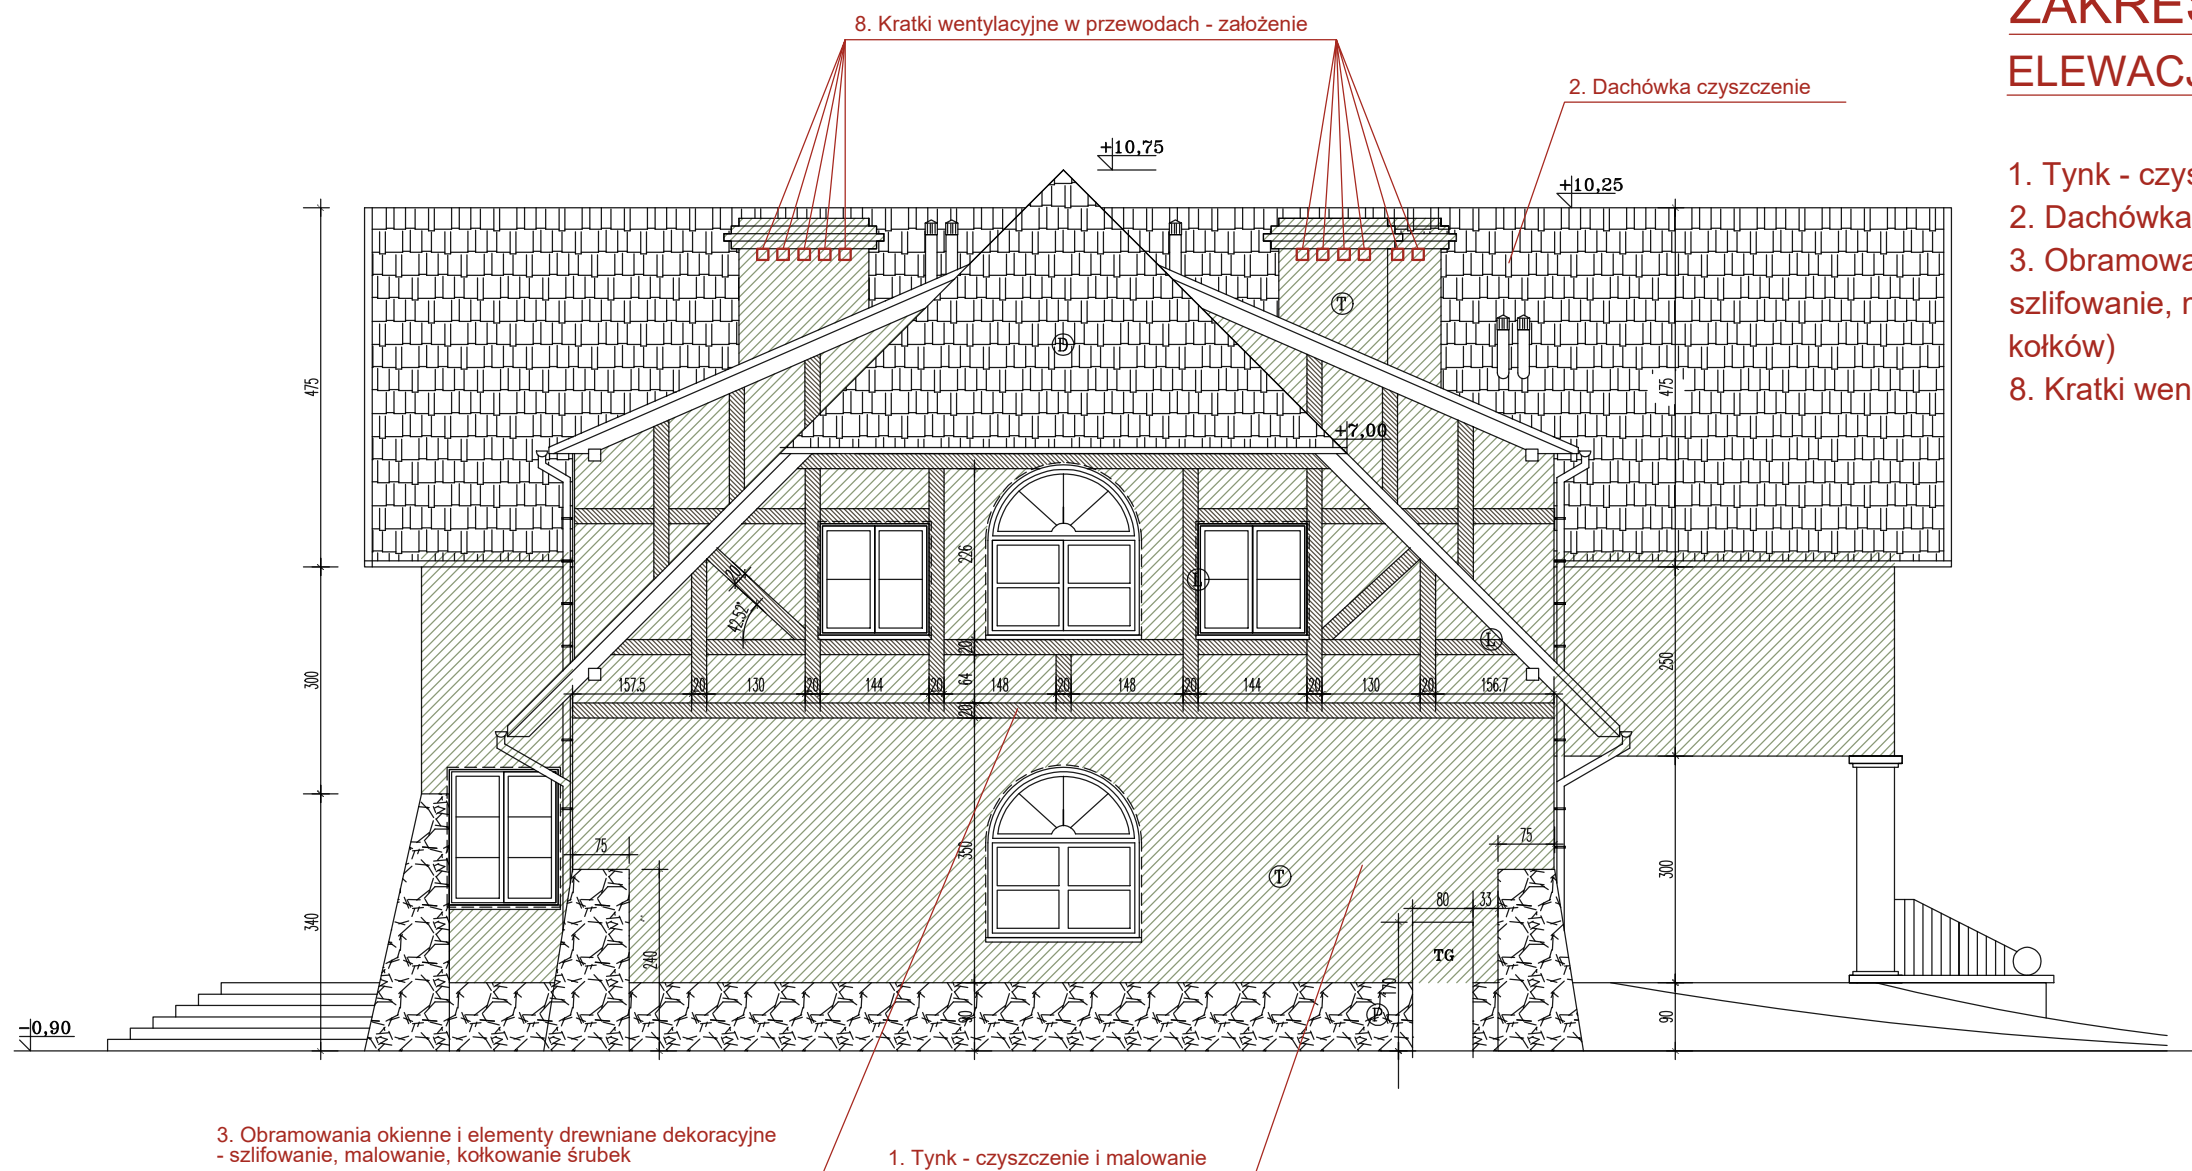 8. Kratki wentylacyjne w przewodach - założenie
2. Dachówka czyszczenie
ZAKRES
ELEWACJ
1. Tynk - czys
2. Dachówka
3. Obramowa
szlifowanie, m
kołków)
8. Kratki wen
+10,75
+10,25
+7,00
-0,90
475
300
340
475
250
300
90
T
D
L
L
T
P
TG
226
20
64
20
350
90
20
42.52°
157.5
20
130
20
144
20
148
20
148
20
144
20
130
20
156.7
75
240
75
80
33
170
3. Obramowania okienne i elementy drewniane dekoracyjne
- szlifowanie, malowanie, kołkowanie śrubek
1. Tynk - czyszczenie i malowanie